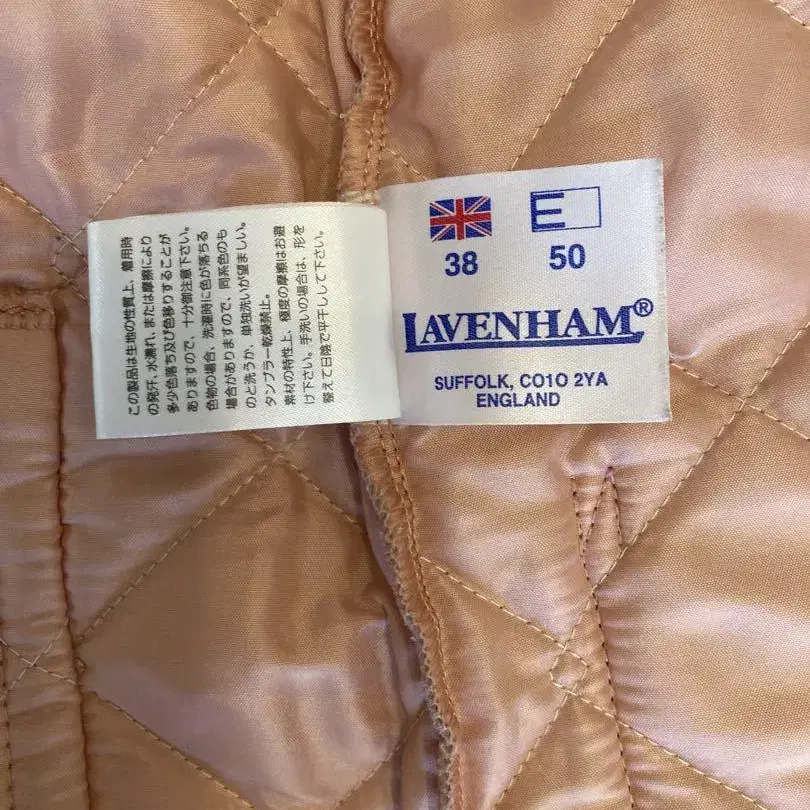 この製品は生地の性質上、着用時
の発汗、水濡れ、または摩擦により
多少色落ち及び色移りすることが
ありますので、十分御注意下さい。
色物の場合、洗濯時に色が落ちる
場合がありますので、同系色のも
のと洗うか、単独洗いが望ましい。
タンブラー乾燥禁止。
素材の特性上、極度の摩擦はお避
け下さい。手洗いの場合は、形を
整えて日陰で平干しして下さい。
38
E
50
LAVENHAM®
SUFFOLK, CO10 2YA
ENGLAND